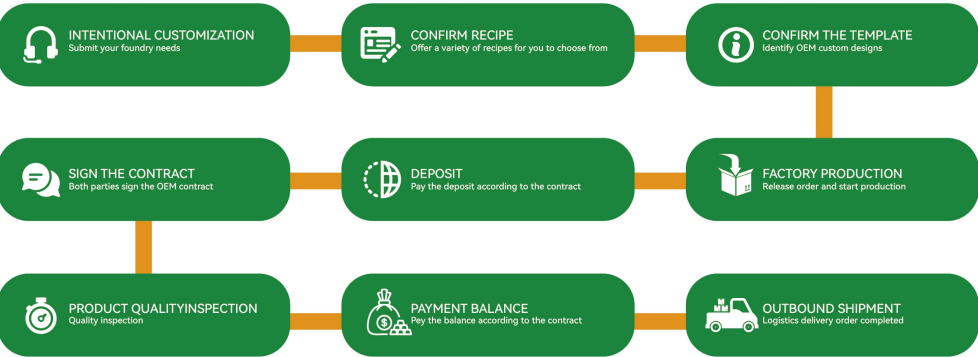 INTENTIONAL CUSTOMIZATION
Submit your foundry needs
CONFIRM RECIPE
Offer a variety of recipes for you to choose from
CONFIRM THE TEMPLATE
Identify OEM custom designs
SIGN THE CONTRACT
Both parties sign the OEM contract
DEPOSIT
Pay the deposit according to the contract
FACTORY PRODUCTION
Release order and start production
PRODUCT QUALITYINSPECTION
Quality inspection
PAYMENT BALANCE
Pey the balance according to the contract
OUTBOUND SHIPMENT
Logistics delivery order completed